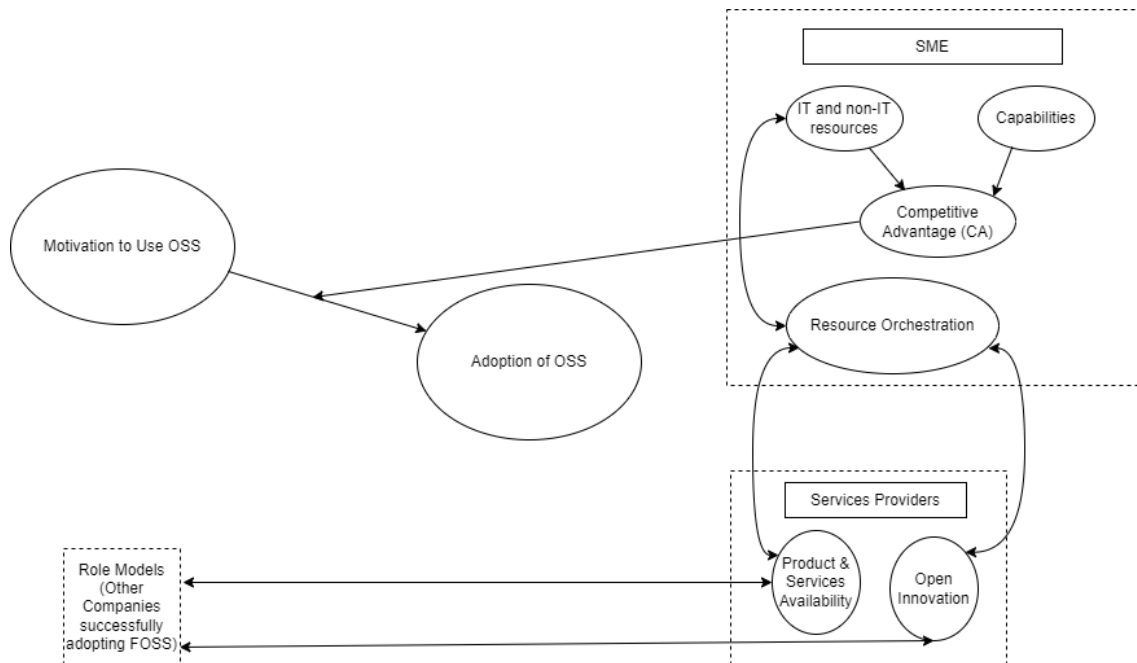 SME
IT and non-IT
resources
Capabilities
Competitive
Advantage (CA)
Motivation to Use OSS
Resource Orchestration
Adoption of OSS
Services Providers
Product &
Services
Availability
Open
Innovation
Role Models
(Other
Companies
successfully
adopting FOSS)